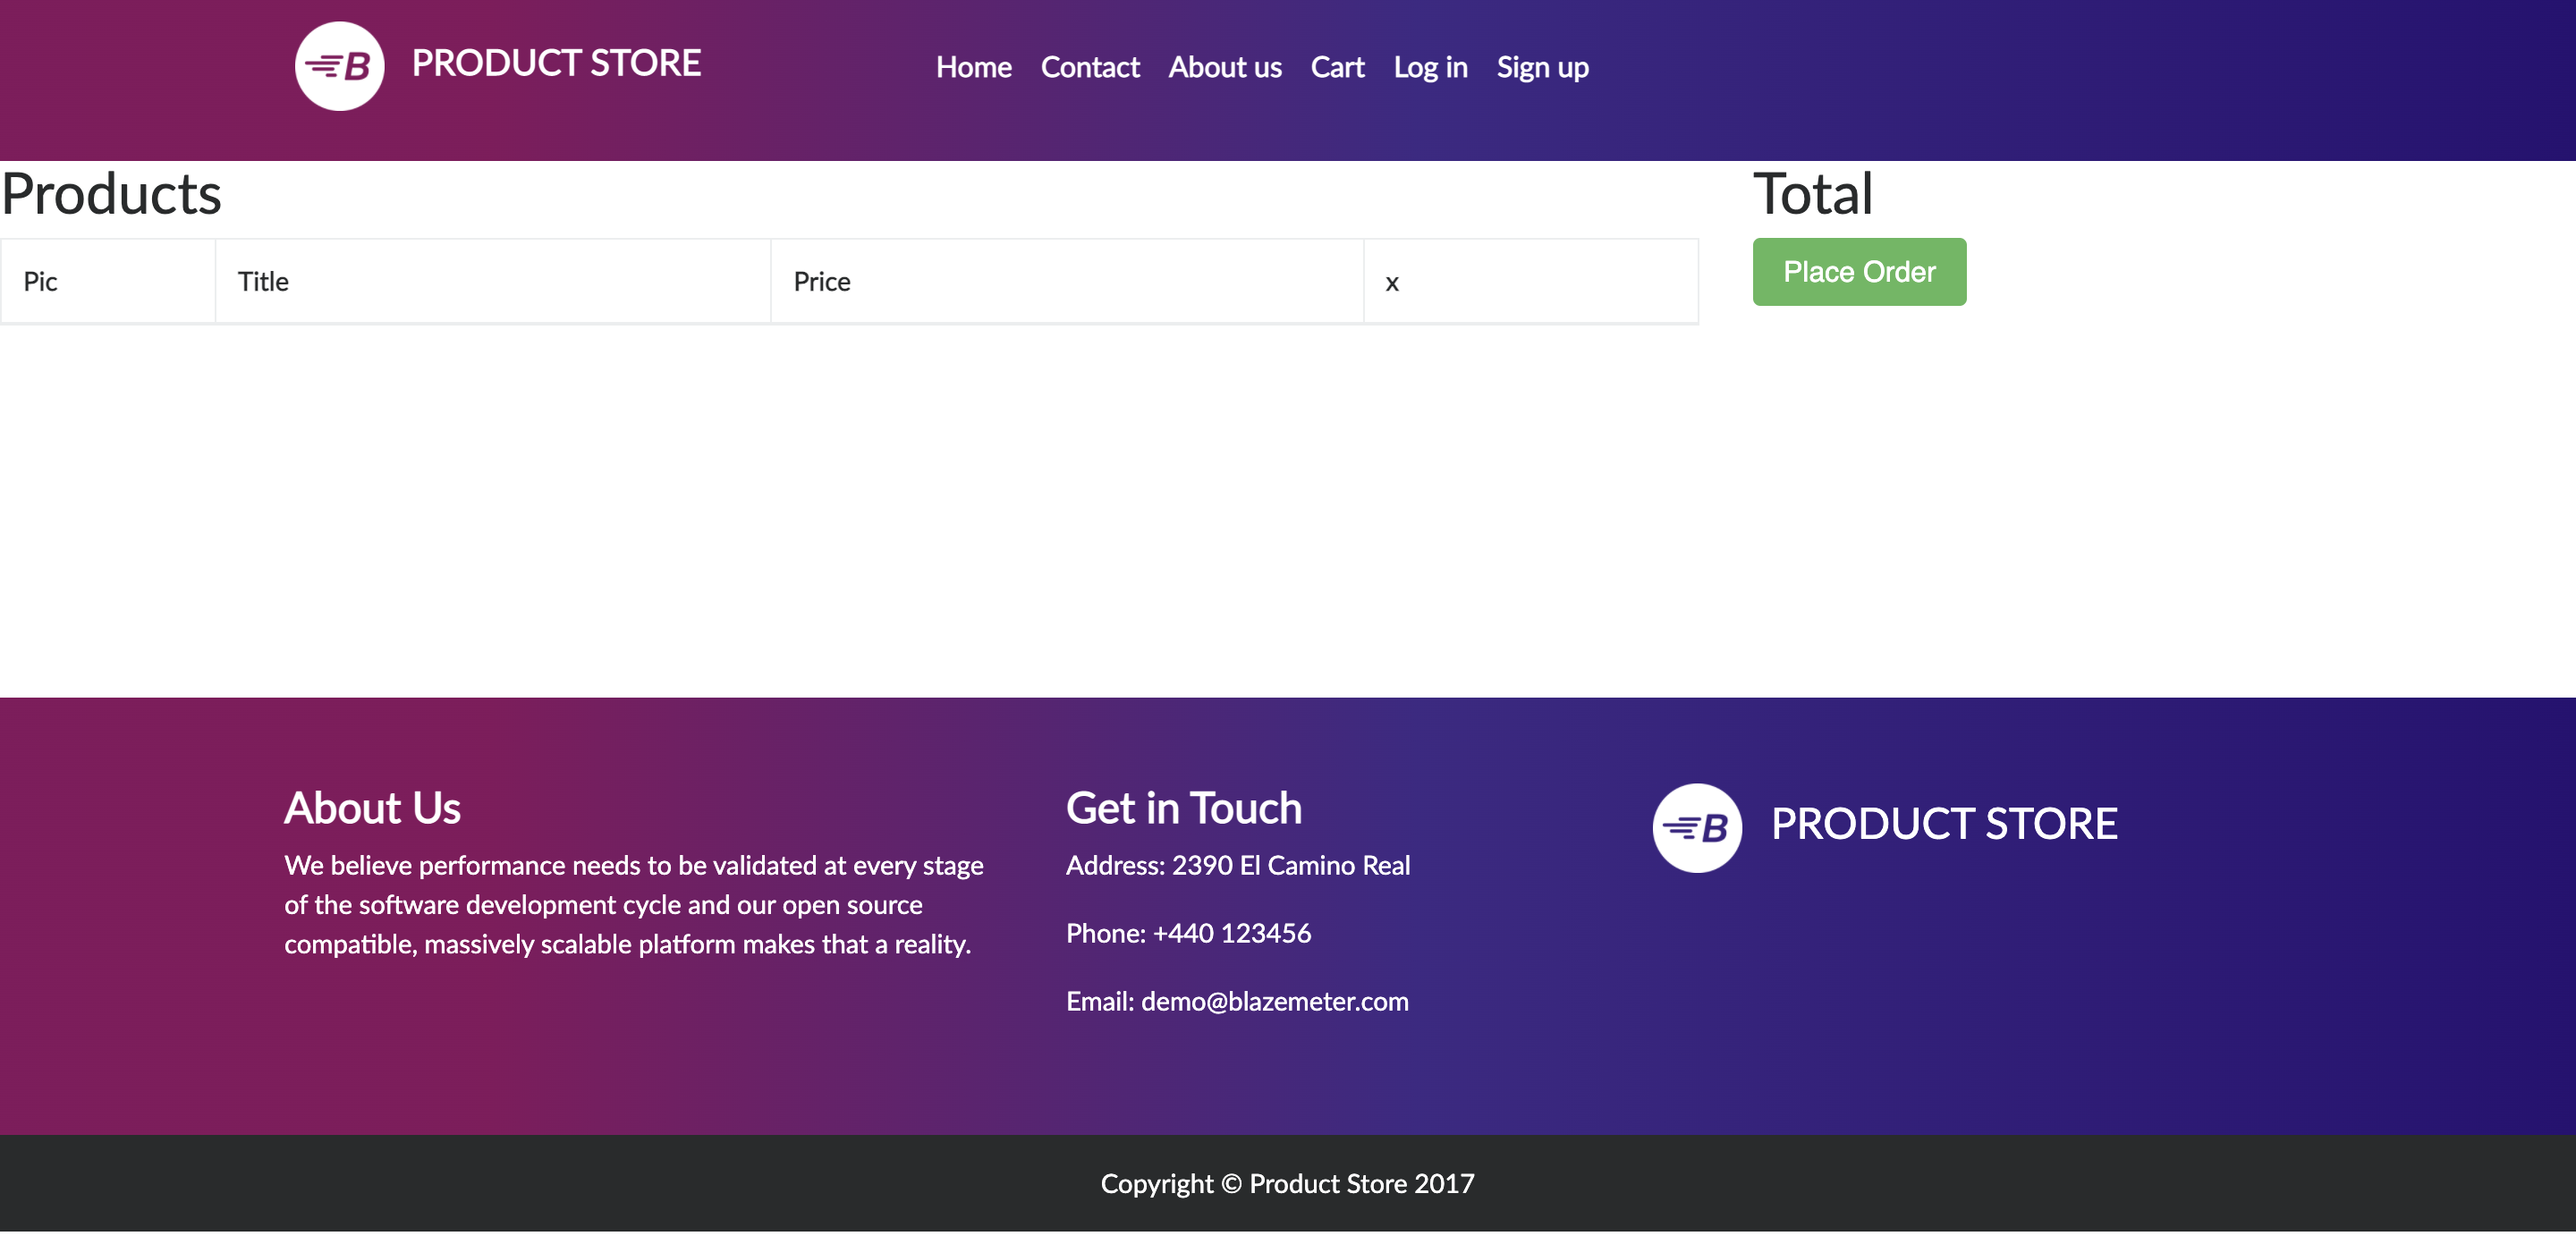 B PRODUCT STORE
Home Contact About us Cart Log in Sign up
Products
Pic Title Price x
Total
Place Order
About Us
We believe performance needs to be validated at every stage
of the software development cycle and our open source
compatible, massively scalable platform makes that a reality.
Get in Touch
Address: 2390 El Camino Real
Phone: +440 123456
Email: demo@blazemeter.com
B PRODUCT STORE
Copyright © Product Store 2017